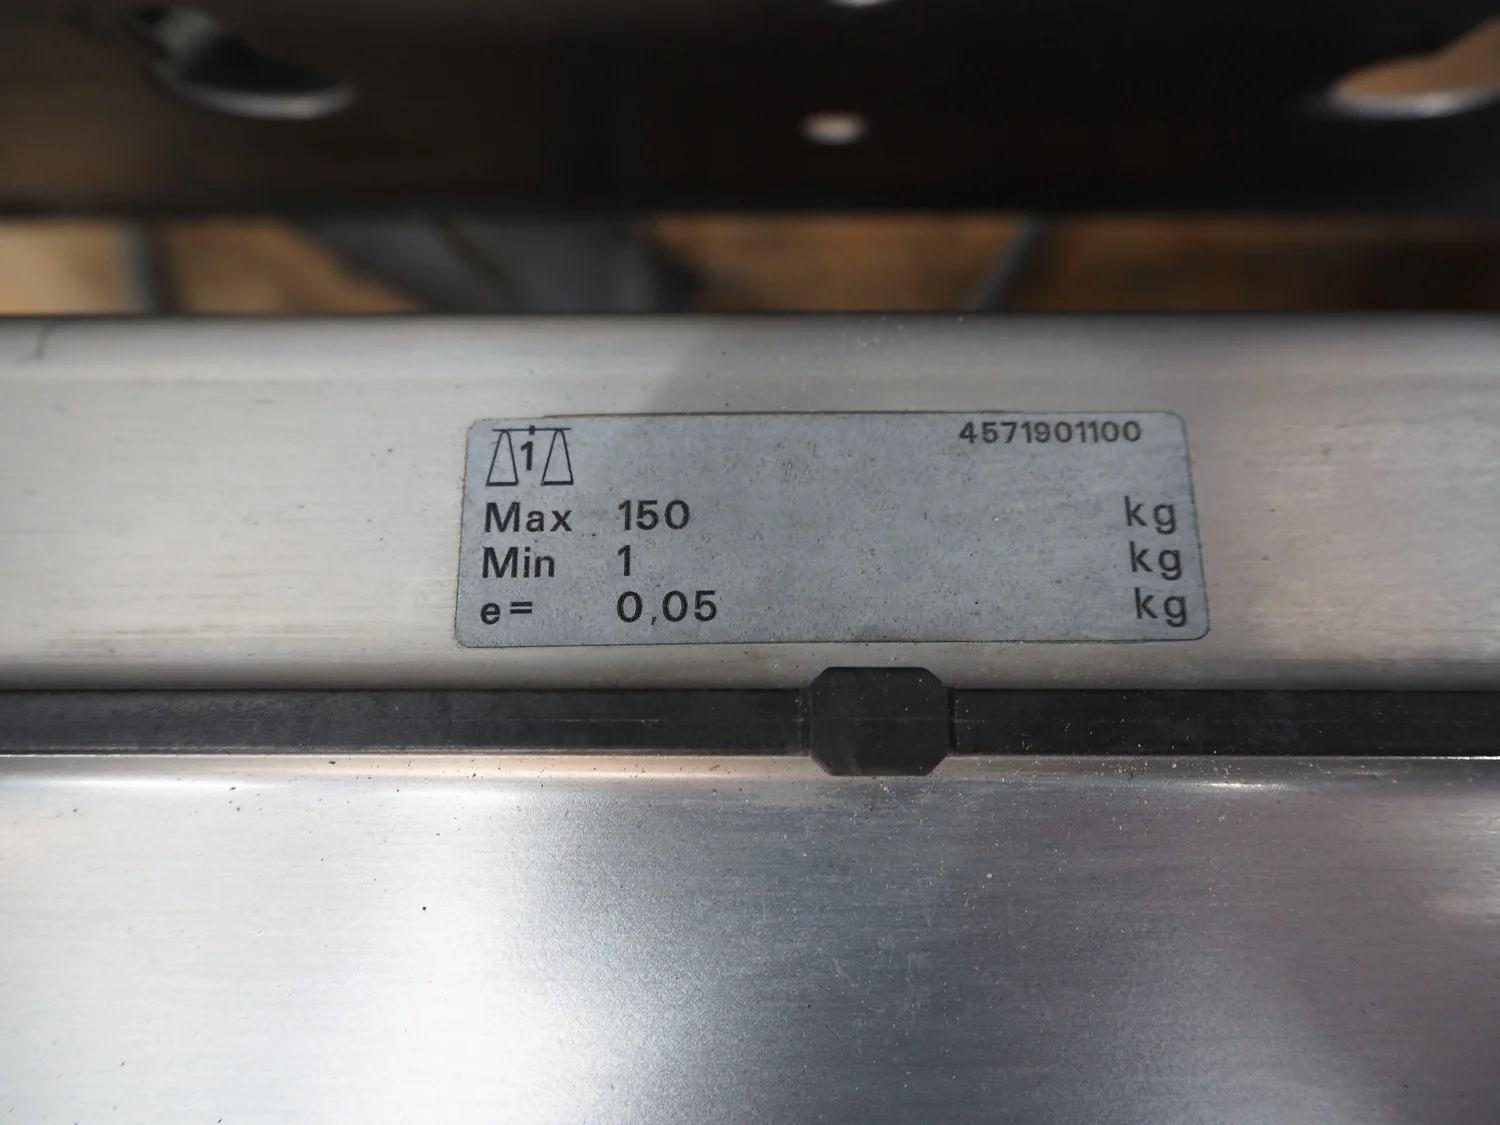 1
4571901100
Max 150 kg
Min 1 kg
e= 0,05 kg